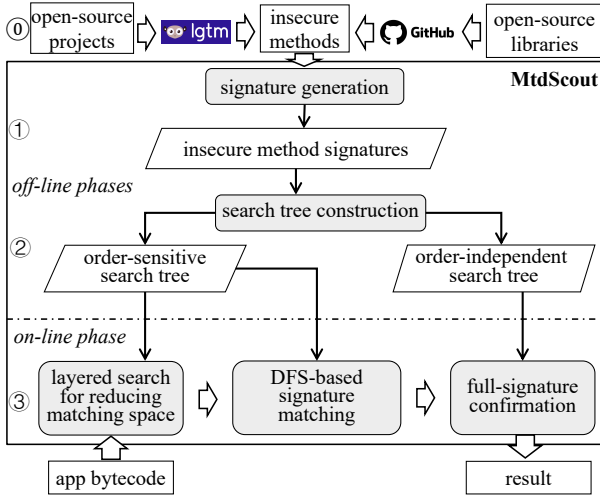 ⓪
open-source
projects
lgtm
insecure
methods
GitHub
open-source
libraries
MtdScout
signature generation
①
insecure method signatures
off-line phases
search tree construction
②
order-sensitive
search tree
order-independent
search tree
on-line phase
③
layered search
for reducing
matching space
DFS-based
signature
matching
full-signature
confirmation
app bytecode
result